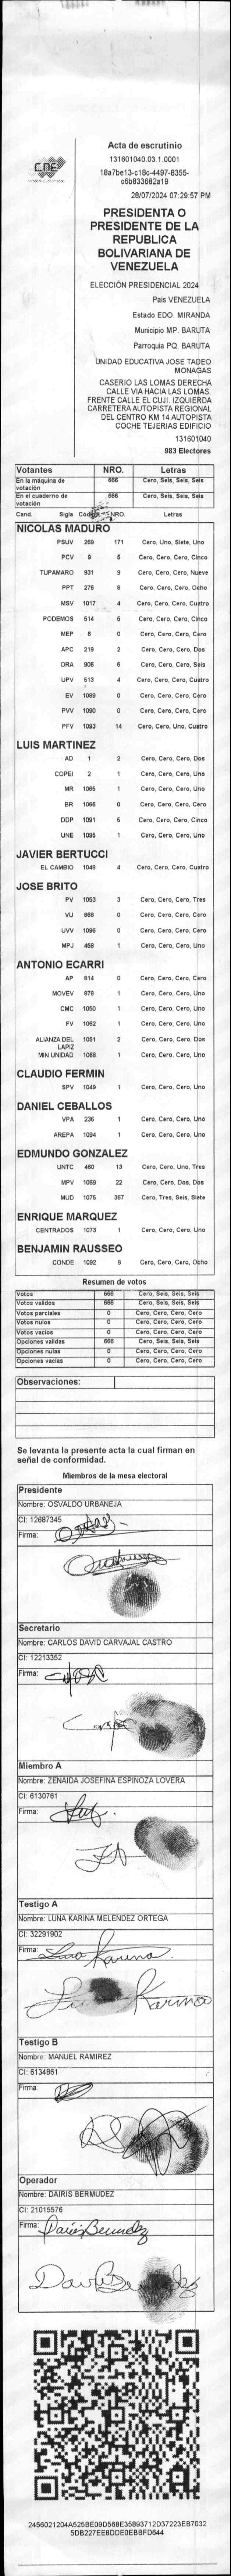 CNE
Acta de escrutinio
131601040.03.1.0001
18a7be13-c18c-4497-8355-
c6b833682a19
28/07/2024 07:29:57 PM
PRESIDENTA O
PRESIDENTE DE LA
REPUBLICA
BOLIVARIANA DE
VENEZUELA
ELECCIÓN PRESIDENCIAL 2024
País VENEZUELA
Estado EDO. MIRANDA
Municipio MP. BARUTA
Parroquia PQ. BARUTA
UNIDAD EDUCATIVA JOSE TADEO
MONAGAS
CASERIO LAS LOMAS DERECHA
CALLE VIA HACIA LAS LOMAS.
FRENTE CALLE EL CUJI. IZQUIERDA
CARRETERA AUTOPISTA REGIONAL
DEL CENTRO KM 14 AUTOPISTA
COCHE TEJERIAS EDIFICIO
131601040
983 Electores
Votantes NRO. Letras
En la máquina de votación 666 Cero, Seis, Seis, Seis
En el cuaderno de votación 666 Cero, Seis, Seis, Seis
Cand. Sigla Código NRO. Letras
NICOLAS MADURO
PSUV 269 171 Cero, Uno, Siete, Uno
PCV 9 5 Cero, Cero, Cero, Cinco
TUPAMARO 931 9 Cero, Cero, Cero, Nueve
PPT 276 8 Cero, Cero, Cero, Ocho
MSV 1017 4 Cero, Cero, Cero, Cuatro
PODEMOS 514 5 Cero, Cero, Cero, Cinco
MEP 6 0 Cero, Cero, Cero, Cero
APC 219 2 Cero, Cero, Cero, Dos
ORA 906 6 Cero, Cero, Cero, Seis
UPV 513 4 Cero, Cero, Cero, Cuatro
EV 1089 0 Cero, Cero, Cero, Cero
PVV 1090 0 Cero, Cero, Cero, Cero
PFV 1093 14 Cero, Cero, Uno, Cuatro
LUIS MARTINEZ
AD 1 2 Cero, Cero, Cero, Dos
COPEI 2 1 Cero, Cero, Cero, Uno
MR 1065 1 Cero, Cero, Cero, Uno
BR 1066 0 Cero, Cero, Cero, Cero
DDP 1091 5 Cero, Cero, Cero, Cinco
UNE 1095 1 Cero, Cero, Cero, Uno
JAVIER BERTUCCI
EL CAMBIO 1048 4 Cero, Cero, Cero, Cuatro
JOSE BRITO
PV 1053 3 Cero, Cero, Cero, Tres
VU 868 0 Cero, Cero, Cero, Cero
UVV 1096 0 Cero, Cero, Cero, Cero
MPJ 458 1 Cero, Cero, Cero, Uno
ANTONIO ECARRI
AP 814 0 Cero, Cero, Cero, Cero
MOVEV 879 1 Cero, Cero, Cero, Uno
CMC 1050 1 Cero, Cero, Cero, Uno
FV 1062 1 Cero, Cero, Cero, Uno
ALIANZA DEL LAPIZ 1051 2 Cero, Cero, Cero, Dos
MIN UNIDAD 1068 1 Cero, Cero, Cero, Uno
CLAUDIO FERMIN
SPV 1049 1 Cero, Cero, Cero, Uno
DANIEL CEBALLOS
VPA 236 1 Cero, Cero, Cero, Uno
AREPA 1094 1 Cero, Cero, Cero, Uno
EDMUNDO GONZALEZ
UNTC 460 13 Cero, Cero, Uno, Tres
MPV 1069 22 Cero, Cero, Dos, Dos
MUD 1075 367 Cero, Tres, Seis, Siete
ENRIQUE MARQUEZ
CENTRADOS 1073 1 Cero, Cero, Cero, Uno
BENJAMIN RAUSSEO
CONDE 1092 8 Cero, Cero, Cero, Ocho
Resumen de votos
Votos 666 Cero, Seis, Seis, Seis
Votos validos 666 Cero, Seis, Seis, Seis
Votos parciales 0 Cero, Cero, Cero, Cero
Votos nulos 0 Cero, Cero, Cero, Cero
Votos vacios 0 Cero, Cero, Cero, Cero
Opciones validas 666 Cero, Seis, Seis, Seis
Opciones nulas 0 Cero, Cero, Cero, Cero
Opciones vacias 0 Cero, Cero, Cero, Cero
Observaciones:
Se levanta la presente acta la cual firman en
señal de conformidad.
Miembros de la mesa electoral
Presidente
Nombre: OSVALDO URBANEJA
CI: 12687345
Firma:
Secretario
Nombre: CARLOS DAVID CARVAJAL CASTRO
CI: 12213352
Firma:
Miembro A
Nombre: ZENAIDA JOSEFINA ESPINOZA LOVERA
CI: 6130761
Firma:
Testigo A
Nombre: LUNA KARINA MELENDEZ ORTEGA
CI: 32291902
Firma: Luna Karina
Karina
Testigo B
Nombre: MANUEL RAMIREZ
CI: 6134861
Firma:
Operador
Nombre: DAIRIS BERMUDEZ
CI: 21015576
Firma: Dairis Bermudez
2456021204A525BE09D568E35893712D37223EB7032
5DB227EE8DDE0EBBFD644